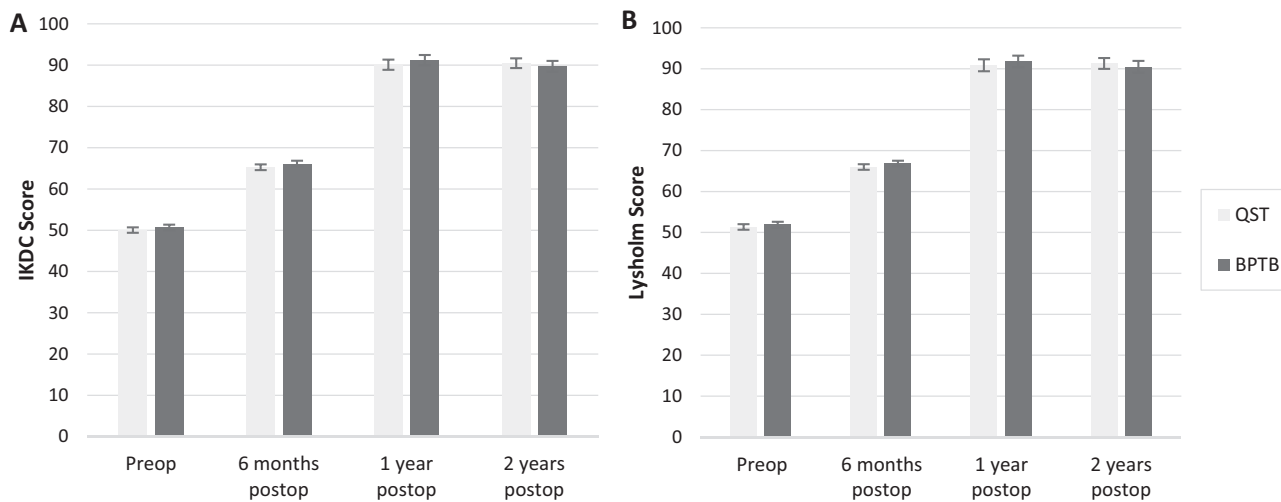 A
IKDC Score
100
90
80
70
60
50
40
30
20
10
0
Preop
6 months
postop
1 year
postop
2 years
postop
B
Lysholm Score
100
90
80
70
60
50
40
30
20
10
0
Preop
6 months
postop
1 year
postop
2 years
postop
QST
BPTB